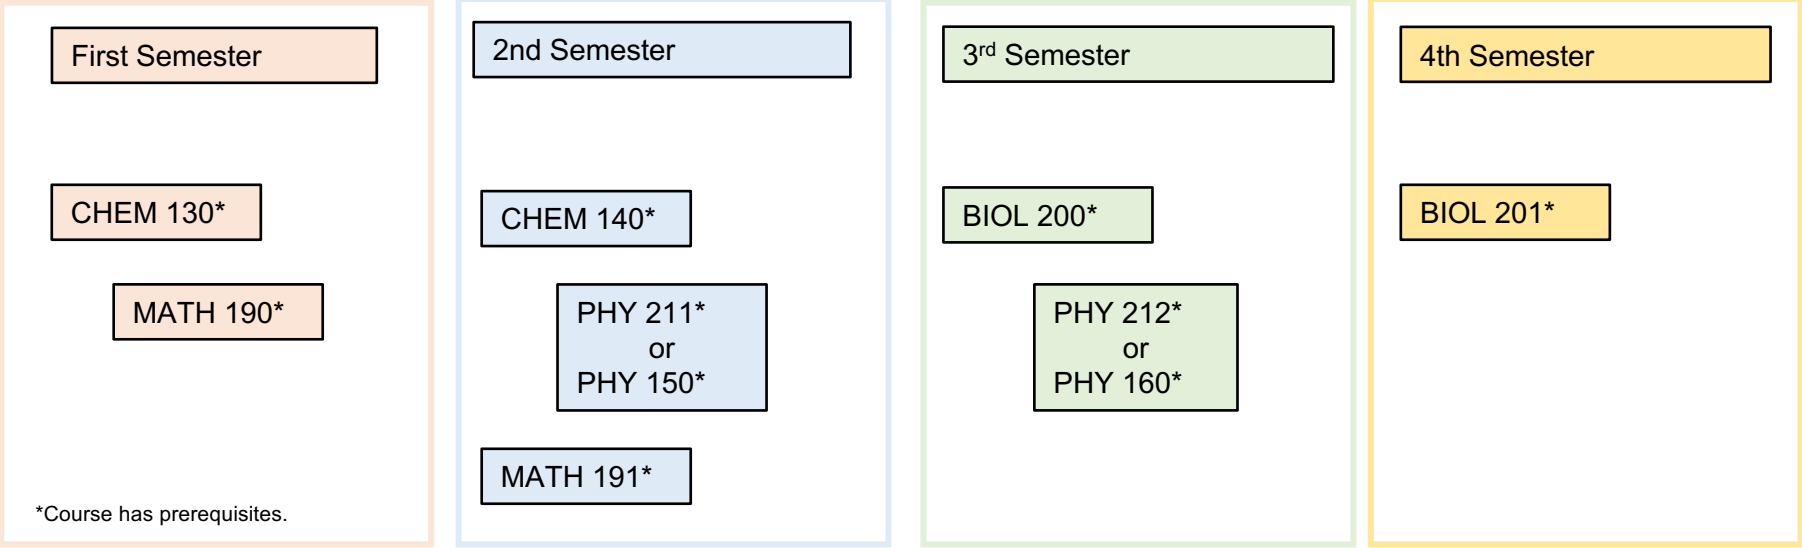 First Semester
CHEM 130*
MATH 190*
*Course has prerequisites.
2nd Semester
CHEM 140*
PHY 211*
or
PHY 150*
MATH 191*
3rd Semester
BIOL 200*
PHY 212*
or
PHY 160*
4th Semester
BIOL 201*